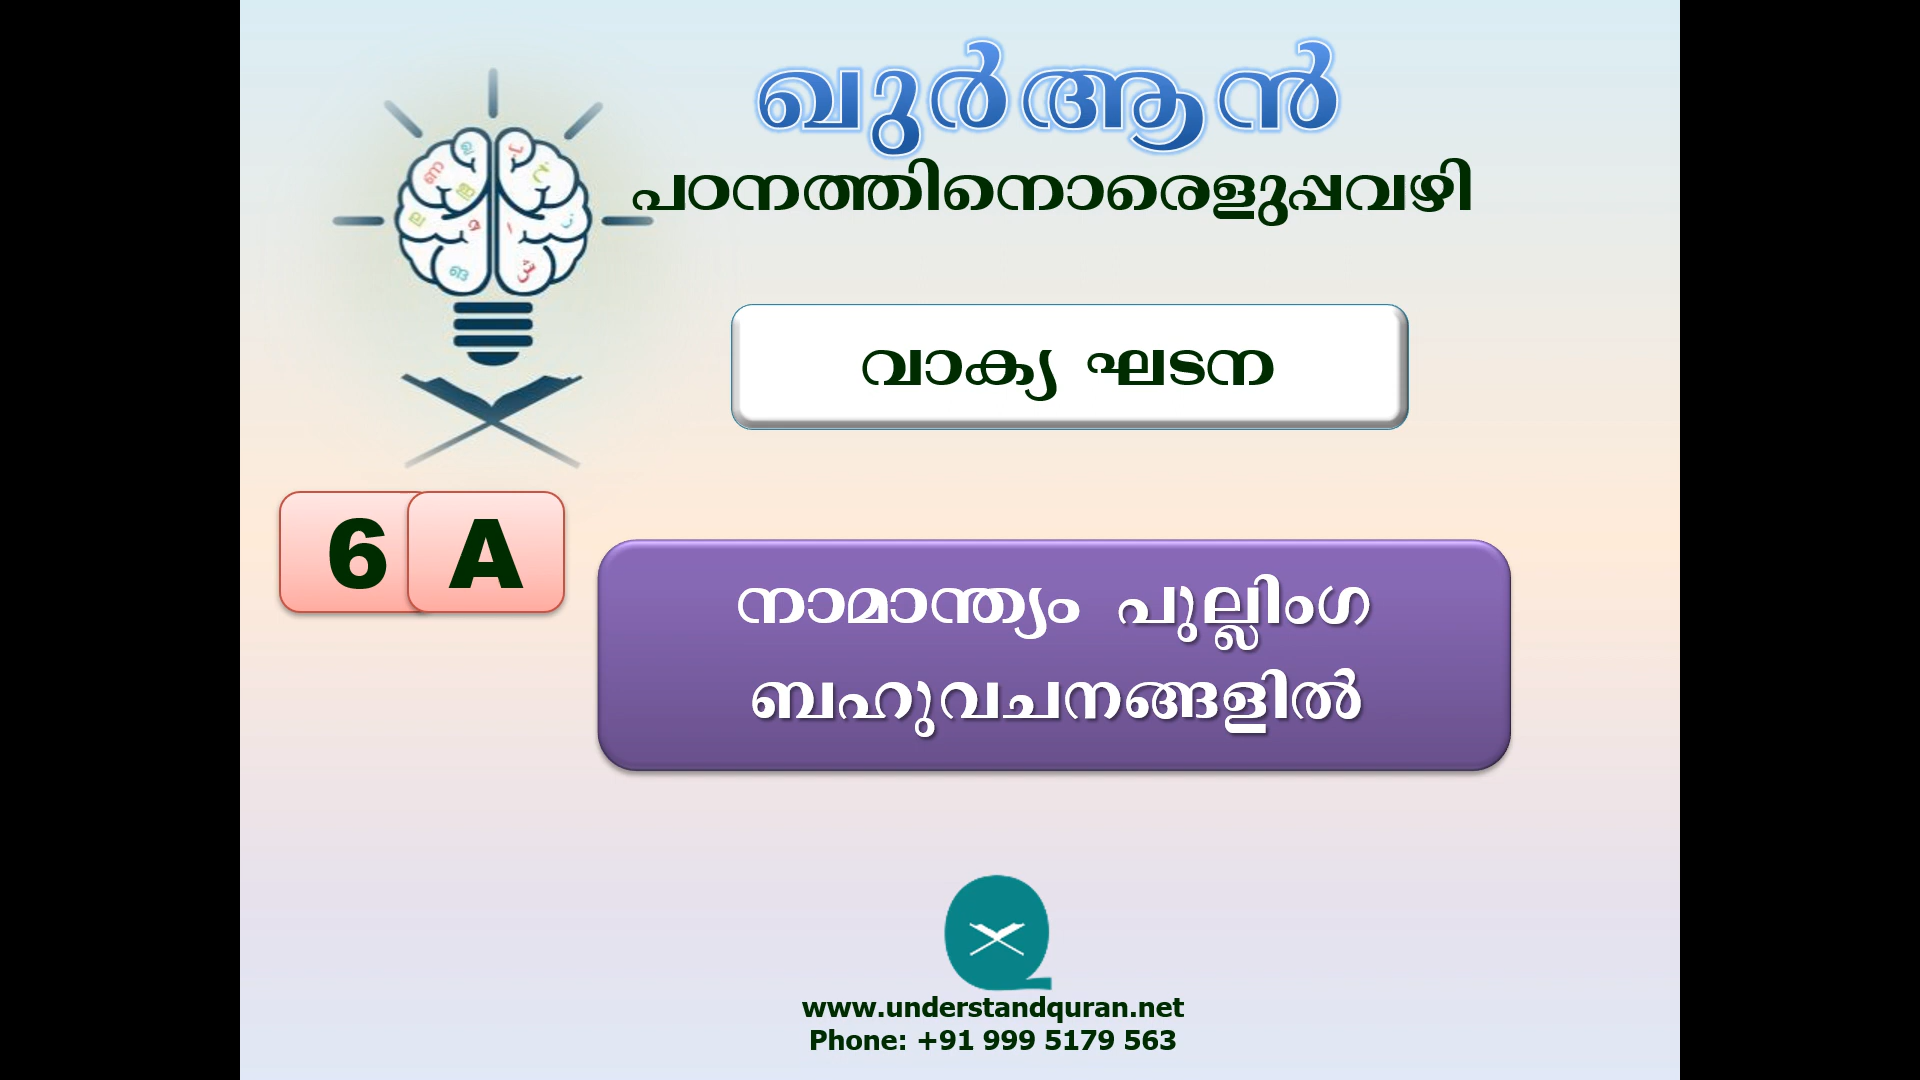 ഖുർആൻ
പഠനത്തിനൊരെളുപ്പവഴി
വാക്യ ഘടന
6 A
നാമാന്ത്യം പുല്ലിംഗ
ബഹുവചനങ്ങളിൽ
www.understandquran.net
Phone: +91 999 5179 563